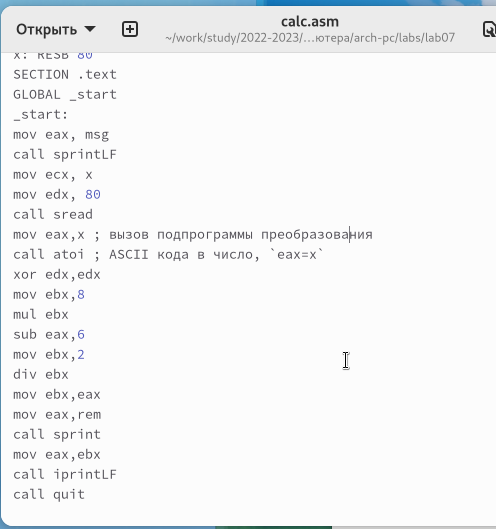 Открыть
calc.asm
~/work/study/2022-2023/…ютера/arch-pc/labs/lab07
x: RESB 80
SECTION .text
GLOBAL _start
_start:
mov eax, msg
call sprintLF
mov ecx, x
mov edx, 80
call sread
mov eax,x ; вызов подпрограммы преобразования
call atoi ; ASCII кода в число, `eax=x`
xor edx,edx
mov ebx,8
mul ebx
sub eax,6
mov ebx,2
div ebx
mov ebx,eax
mov eax,rem
call sprint
mov eax,ebx
call iprintLF
call quit